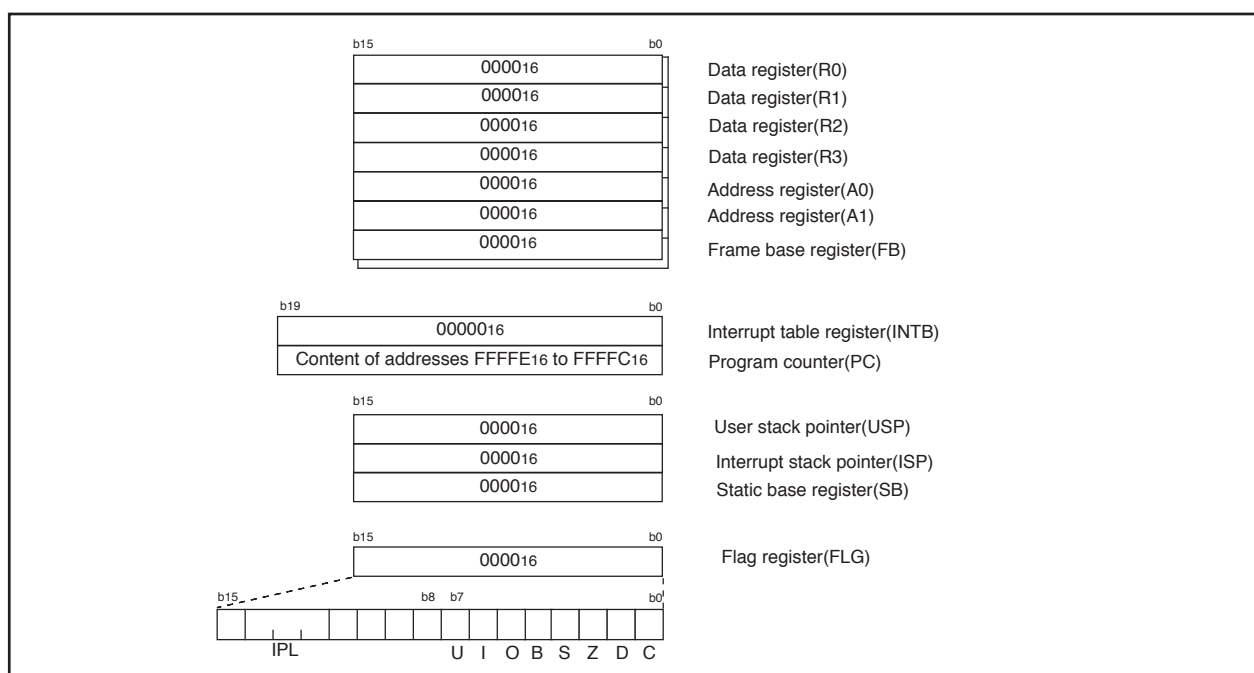 b15 b0
000016 Data register(R0)
000016 Data register(R1)
000016 Data register(R2)
000016 Data register(R3)
000016 Address register(A0)
000016 Address register(A1)
000016 Frame base register(FB)
b19 b0
0000016 Interrupt table register(INTB)
Content of addresses FFFFE16 to FFFFC16 Program counter(PC)
b15 b0
000016 User stack pointer(USP)
000016 Interrupt stack pointer(ISP)
000016 Static base register(SB)
b15 b0
000016 Flag register(FLG)
b15 b8 b7 b0
IPL U I O B S Z D C